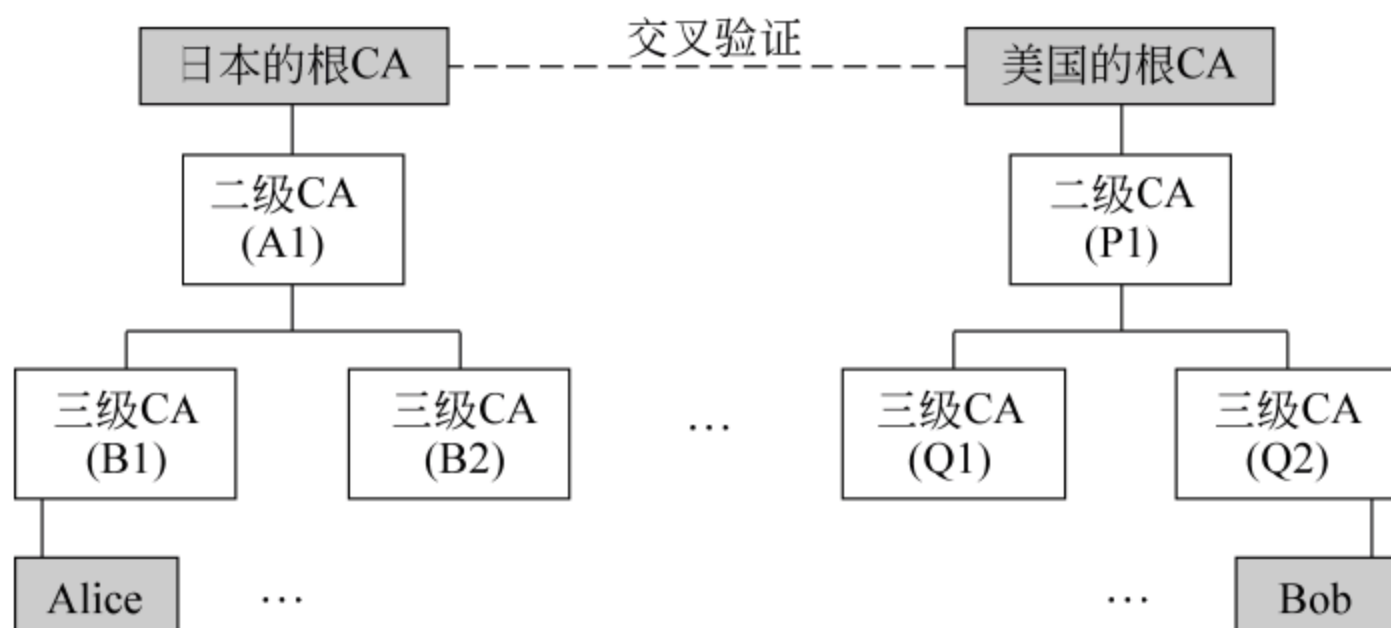 交叉验证
日本的根CA
美国的根CA
二级CA
(A1)
二级CA
(P1)
三级CA
(B1)
三级CA
(B2)
…
三级CA
(Q1)
三级CA
(Q2)
Alice
…
…
Bob